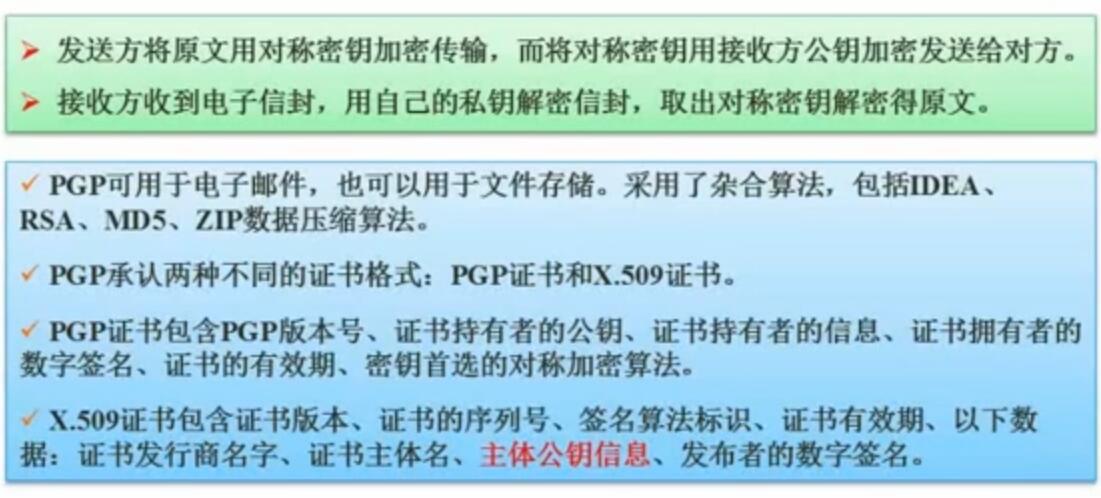 发送方将原文用对称密钥加密传输，而将对称密钥用接收方公钥加密发送给对方。
接收方收到电子信封，用自己的私钥解密信封，取出对称密钥解密得原文。
PGP可用于电子邮件，也可以用于文件存储。采用了杂合算法，包括IDEA、
RSA、MD5、ZIP数据压缩算法。
PGP承认两种不同的证书格式：PGP证书和X.509证书。
PGP证书包含PGP版本号、证书持有者的公钥、证书持有者的信息、证书拥有者的
数字签名、证书的有效期、密钥首选的对称加密算法。
X.509证书包含证书版本、证书的序列号、签名算法标识、证书有效期、以下数
据：证书发行商名字、证书主体名、主体公钥信息、发布者的数字签名。